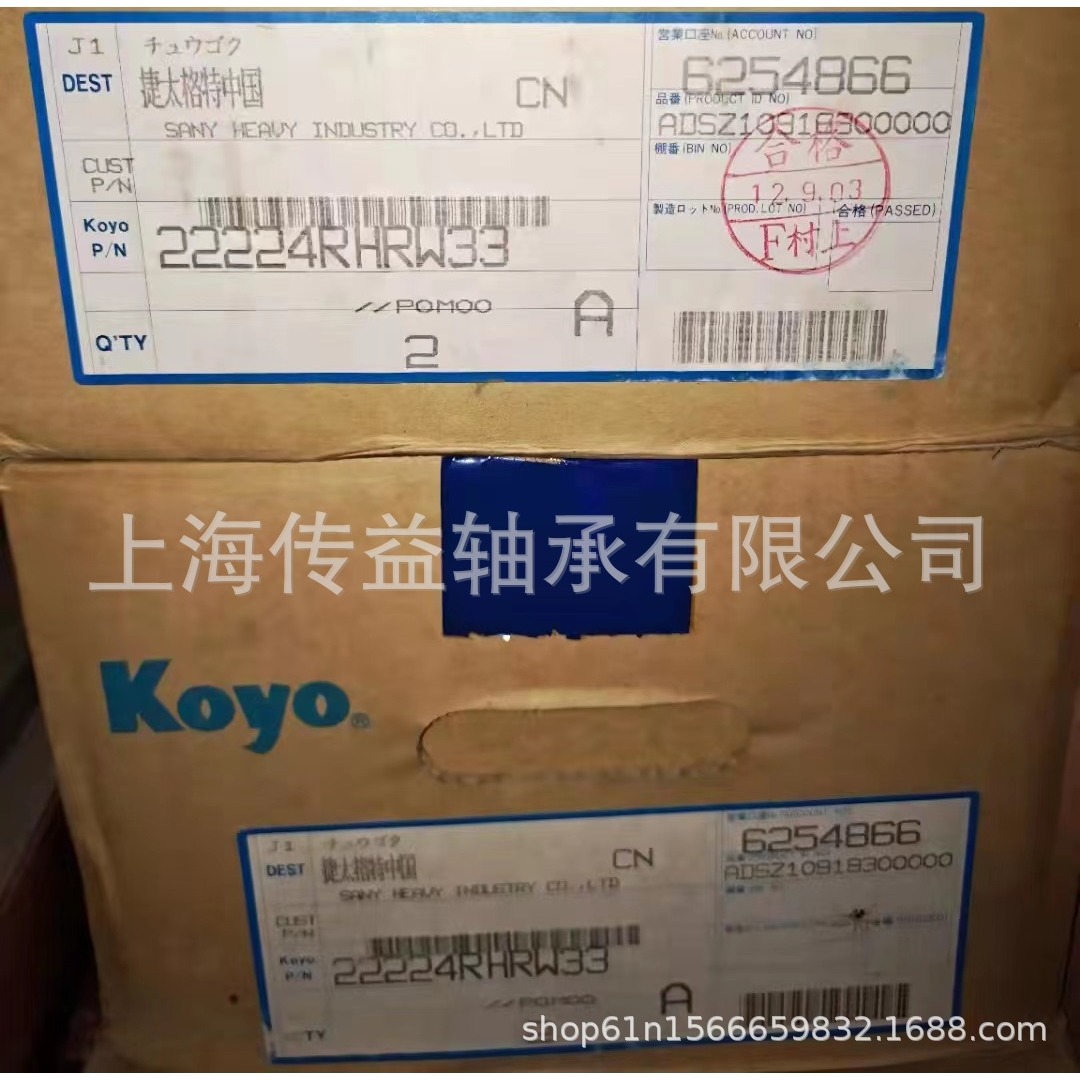 J1
チュウゴク
DEST
捷太格特中国
CN
SANY HEAVY INDUSTRY CO.,LTD
CUST
P/N
Koyo
P/N
22224RHRW33
//PQM00
A
Q'TY
2
営業口座No(ACCOUNT NO)
6254866
品番(PRODUCT ID NO)
ADSZ10918300000
棚番(BIN NO)
製造ロットNo(PROD.LOT NO)
合格(PASSED)
合格
12.9.03
F村上
上海传益轴承有限公司
Koyo®
J1
チュウゴク
DEST
捷太格特中国
CN
SANY HEAVY INDUSTRY CO.,LTD
CUST
P/N
Koyo
P/N
22224RHRW33
//PQM00
A
TY
6254866
ADSZ10918300000
shop61n1566659832.1688.com